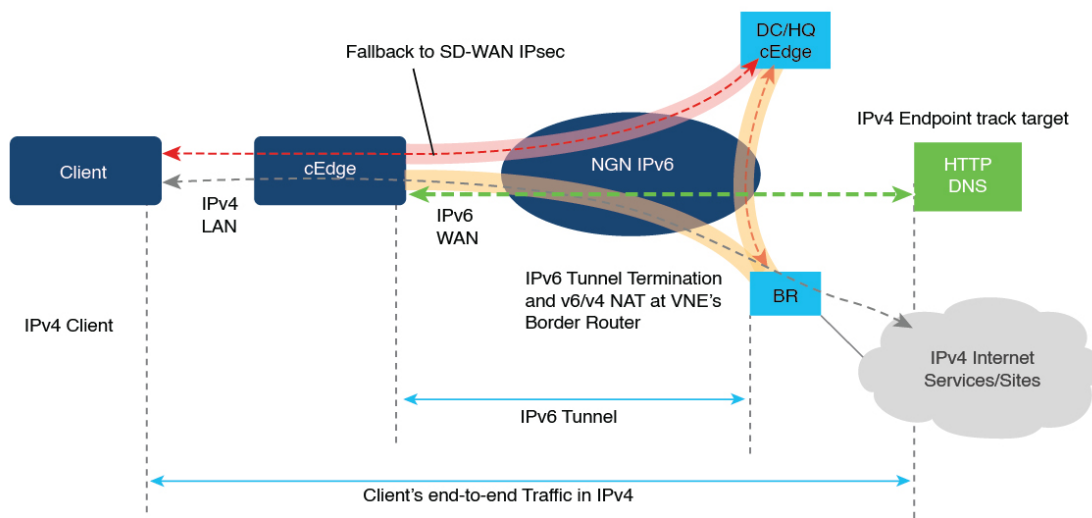 DC/HQ
cEdge
Fallback to SD-WAN IPsec
IPv4 Endpoint track target
Client
cEdge
NGN IPv6
HTTP
DNS
IPv4
LAN
IPv6
WAN
IPv6 Tunnel Termination
and v6/v4 NAT at VNE's
Border Router
BR
IPv4 Client
IPv4 Internet
Services/Sites
IPv6 Tunnel
Client's end-to-end Traffic in IPv4